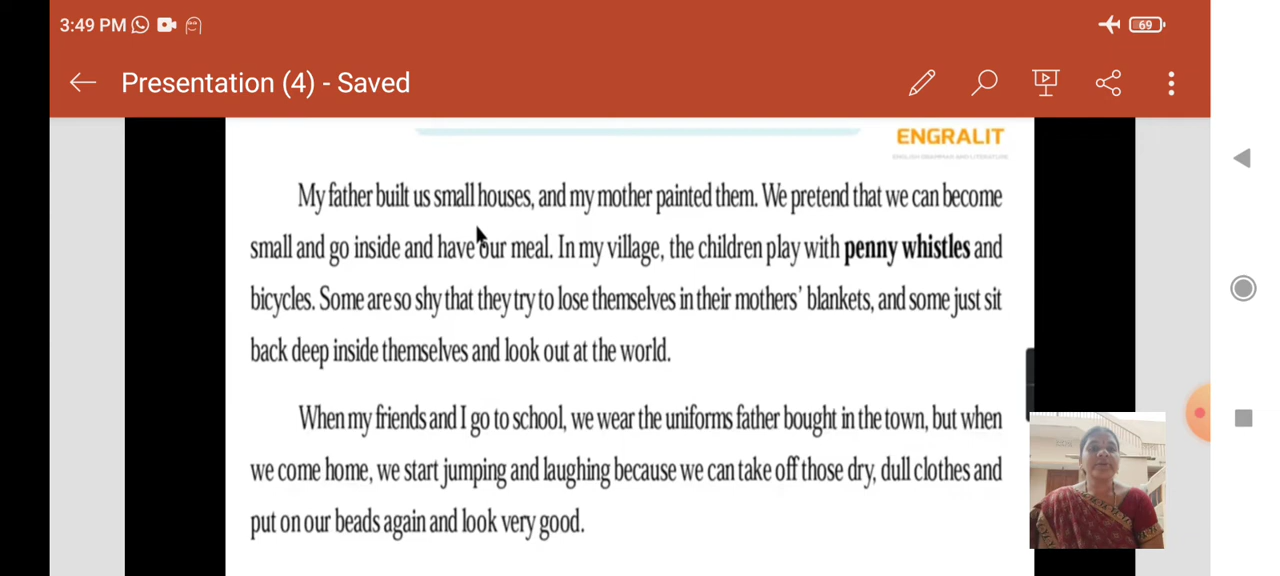 3:49 PM
69
Presentation (4) - Saved
ENGRALIT
ENGLISH GRAMMAR AND LITERATURE
My father built us small houses, and my mother painted them. We pretend that we can become
small and go inside and have our meal. In my village, the children play with penny whistles and
bicycles. Some are so shy that they try to lose themselves in their mothers' blankets, and some just sit
back deep inside themselves and look out at the world.
When my friends and I go to school, we wear the uniforms father bought in the town, but when
we come home, we start jumping and laughing because we can take off those dry, dull clothes and
put on our beads again and look very good.